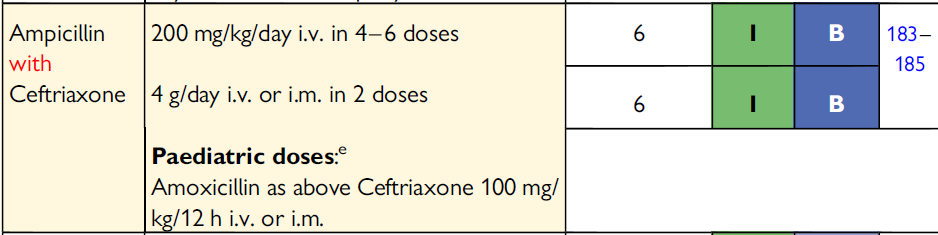 Ampicillin 200 mg/kg/day i.v. in 4–6 doses 6 I B 183–
with 185
Ceftriaxone 4 g/day i.v. or i.m. in 2 doses 6 I B
Paediatric doses:e
Amoxicillin as above Ceftriaxone 100 mg/
kg/12 h i.v. or i.m.